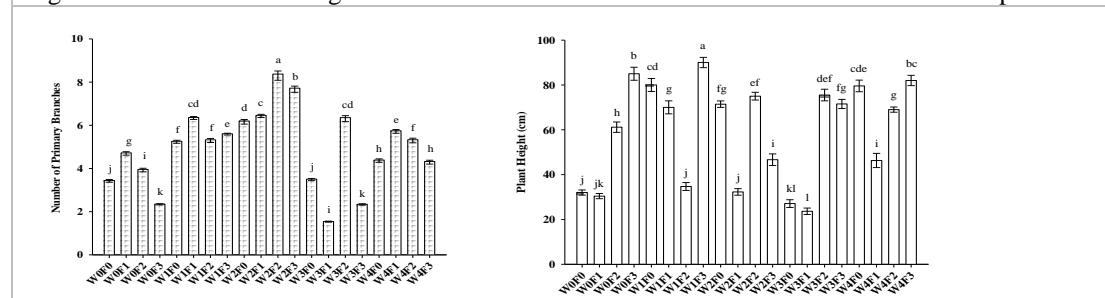 10
8
6
4
2
0
Number of Primary Branches
j g i k f cd f e d c a b j i cd k h e f h
W0F0 W0F1 W0F2 W0F3 W1F0 W1F1 W1F2 W1F3 W2F0 W2F1 W2F2 W2F3 W3F0 W3F1 W3F2 W3F3 W4F0 W4F1 W4F2 W4F3
100
80
60
40
20
0
Plant Height (cm)
j jk h b cd g j a fg j ef i kl l def fg cde i g bc
W0F0 W0F1 W0F2 W0F3 W1F0 W1F1 W1F2 W1F3 W2F0 W2F1 W2F2 W2F3 W3F0 W3F1 W3F2 W3F3 W4F0 W4F1 W4F2 W4F3